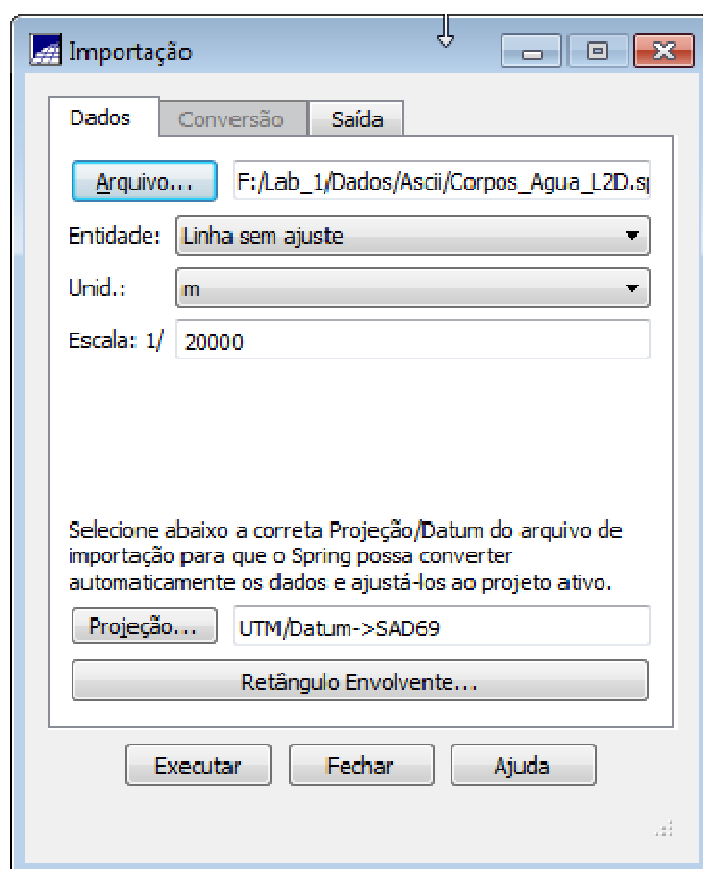 Importação
Dados Conversão Saída
Arquivo... F:/Lab_1/Dados/Ascii/Corpos_Agua_L2D.sp
Entidade: Linha sem ajuste
Unid.: m
Escala: 1/ 20000
Selecione abaixo a correta Projeção/Datum do arquivo de
importação para que o Spring possa converter
automaticamente os dados e ajustá-los ao projeto ativo.
Projeção... UTM/Datum->SAD69
Retângulo Envolvente...
Executar Fechar Ajuda